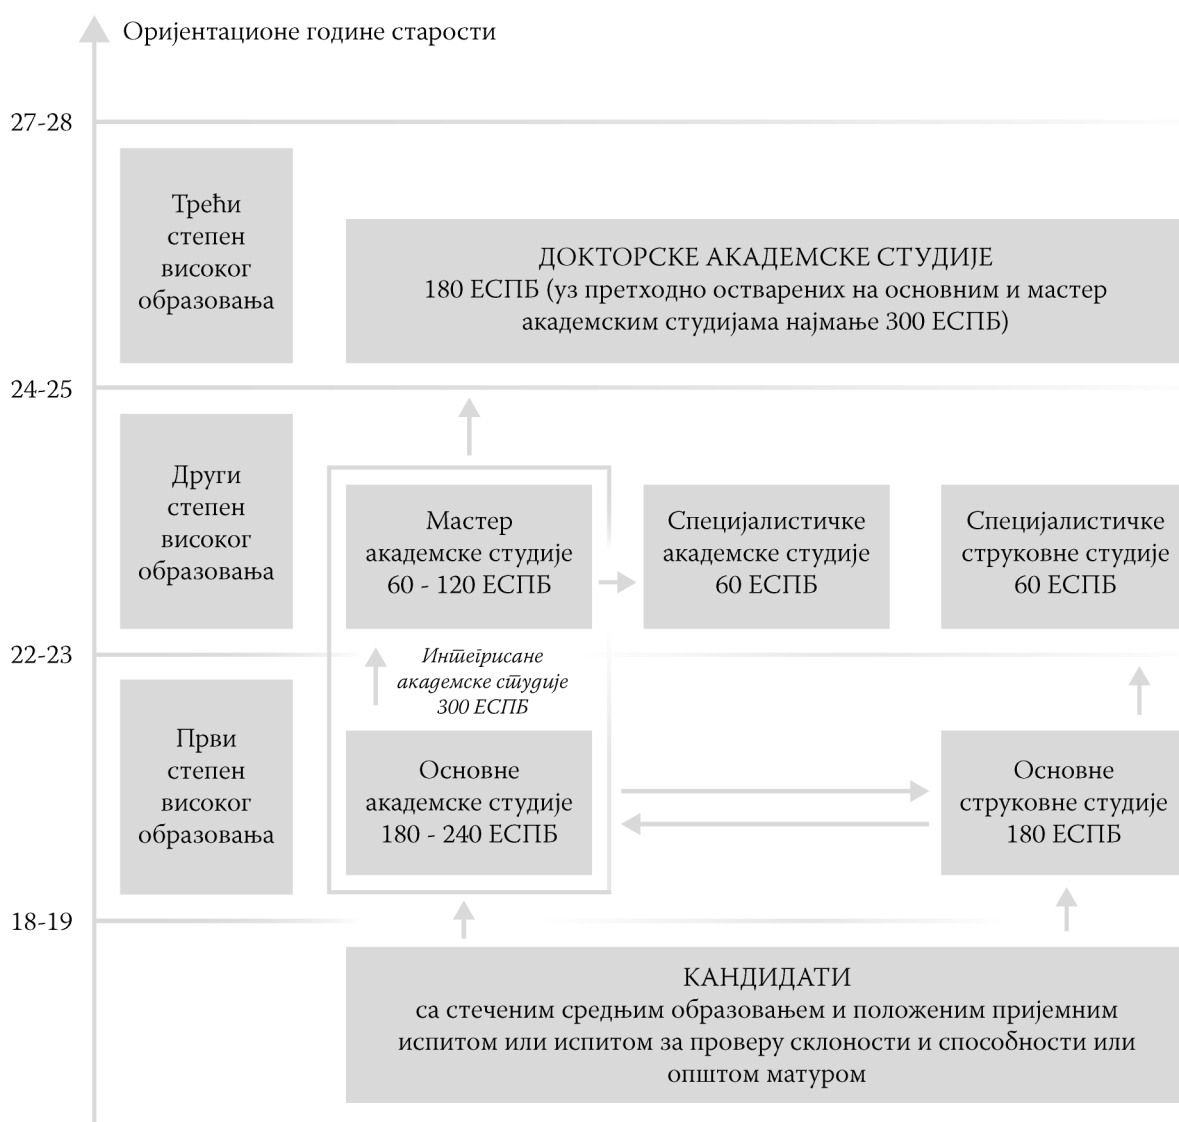 Оријентационе године старости
27-28
Трећи
степен
високог
образовања
ДОКТОРСКЕ АКАДЕМСКЕ СТУДИЈЕ
180 ЕСПБ (уз претходно остварених на основним и мастер
академским студијама најмање 300 ЕСПБ)
24-25
Други
степен
високог
образовања
Мастер
академске студије
60 - 120 ЕСПБ
Специјалистичке
академске студије
60 ЕСПБ
Специјалистичке
струковне студије
60 ЕСПБ
22-23
Интегрисане
академске студије
300 ЕСПБ
Први
степен
високог
образовања
Основне
академске студије
180 - 240 ЕСПБ
Основне
струковне студије
180 ЕСПБ
18-19
КАНДИДАТИ
са стеченим средњим образовањем и положеним пријемним
испитом или испитом за проверу склоности и способности или
општом матуром